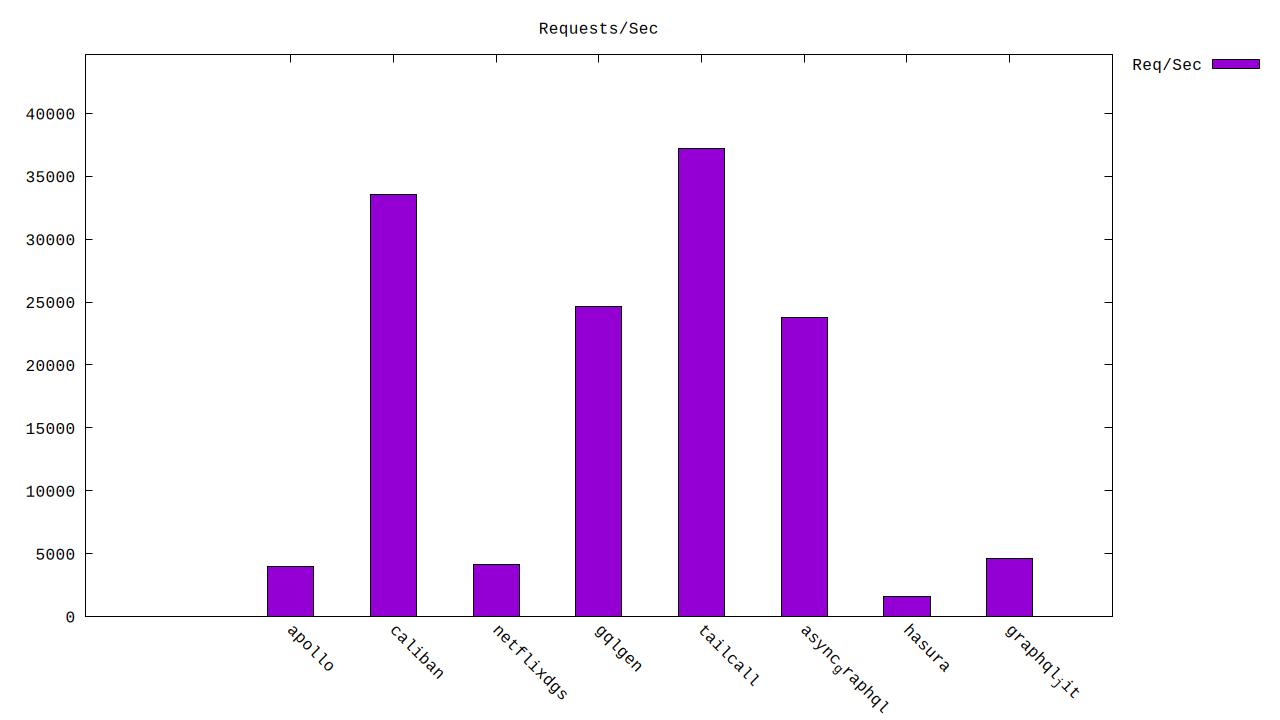 Requests/Sec
Req/Sec
40000
35000
30000
25000
20000
15000
10000
5000
0
apollo
caliban
netflixdgs
gqlgen
tailcall
asyncgraphql
hasura
graphqljit